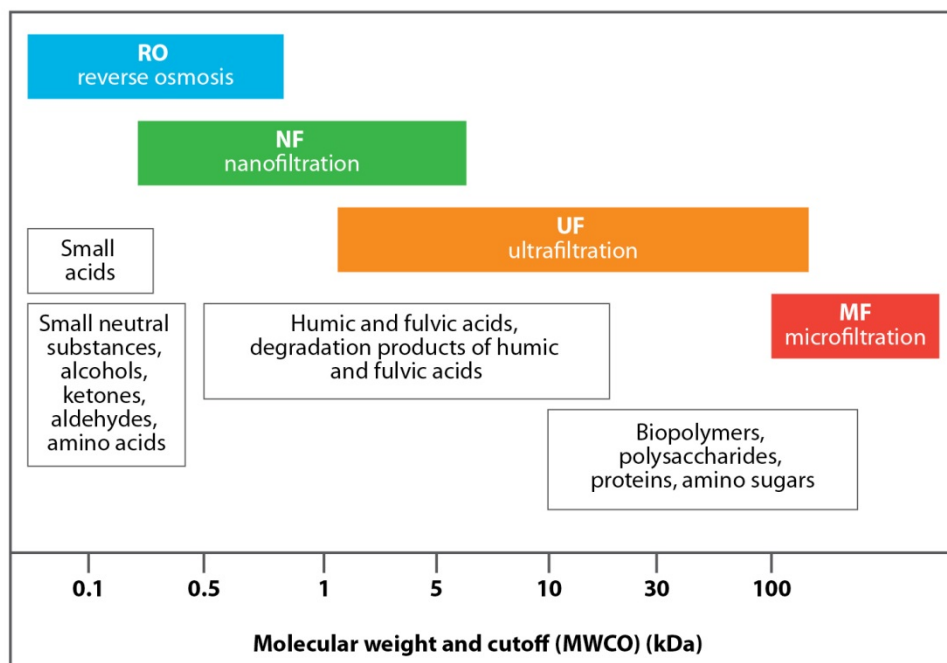 RO
reverse osmosis
NF
nanofiltration
UF
ultrafiltration
Small
acids
MF
microfiltration
Small neutral
substances,
alcohols,
ketones,
aldehydes,
amino acids
Humic and fulvic acids,
degradation products of humic
and fulvic acids
Biopolymers,
polysaccharides,
proteins, amino sugars
0.1 0.5 1 5 10 30 100
Molecular weight and cutoff (MWCO) (kDa)